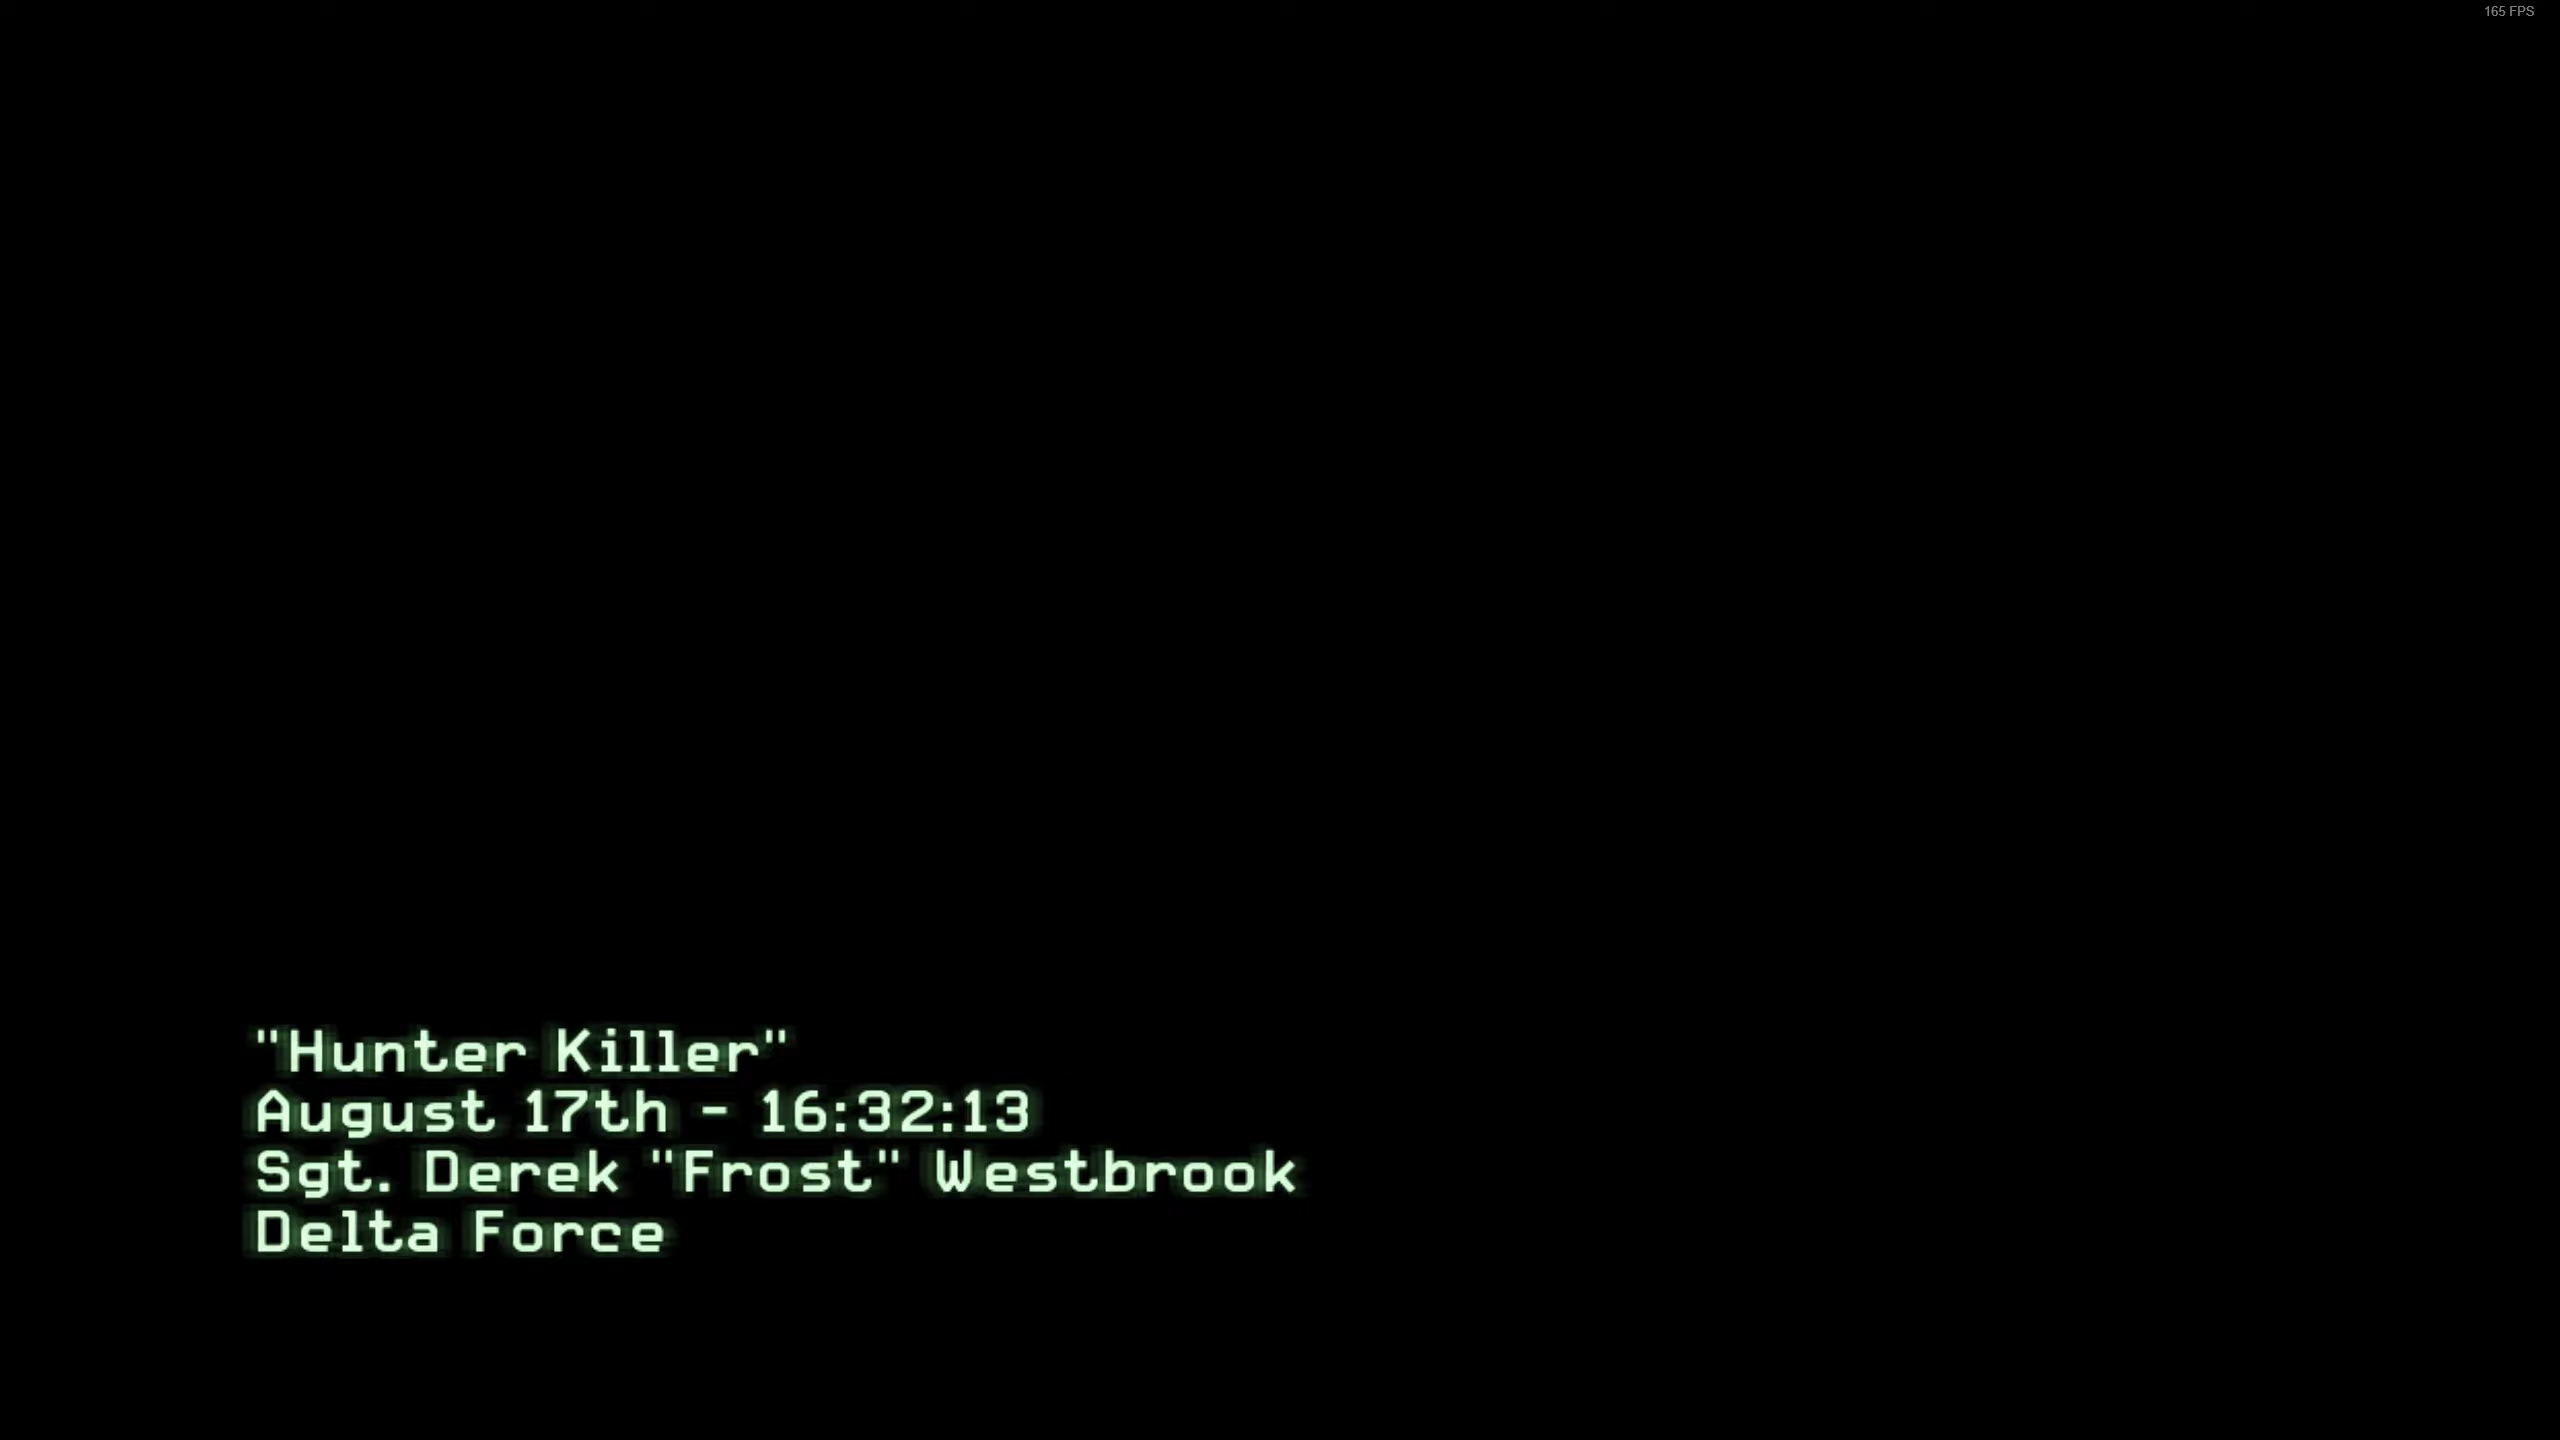 165 FPS
"Hunter Killer"
August 17th - 16:32:13
Sgt. Derek "Frost" Westbrook
Delta Force